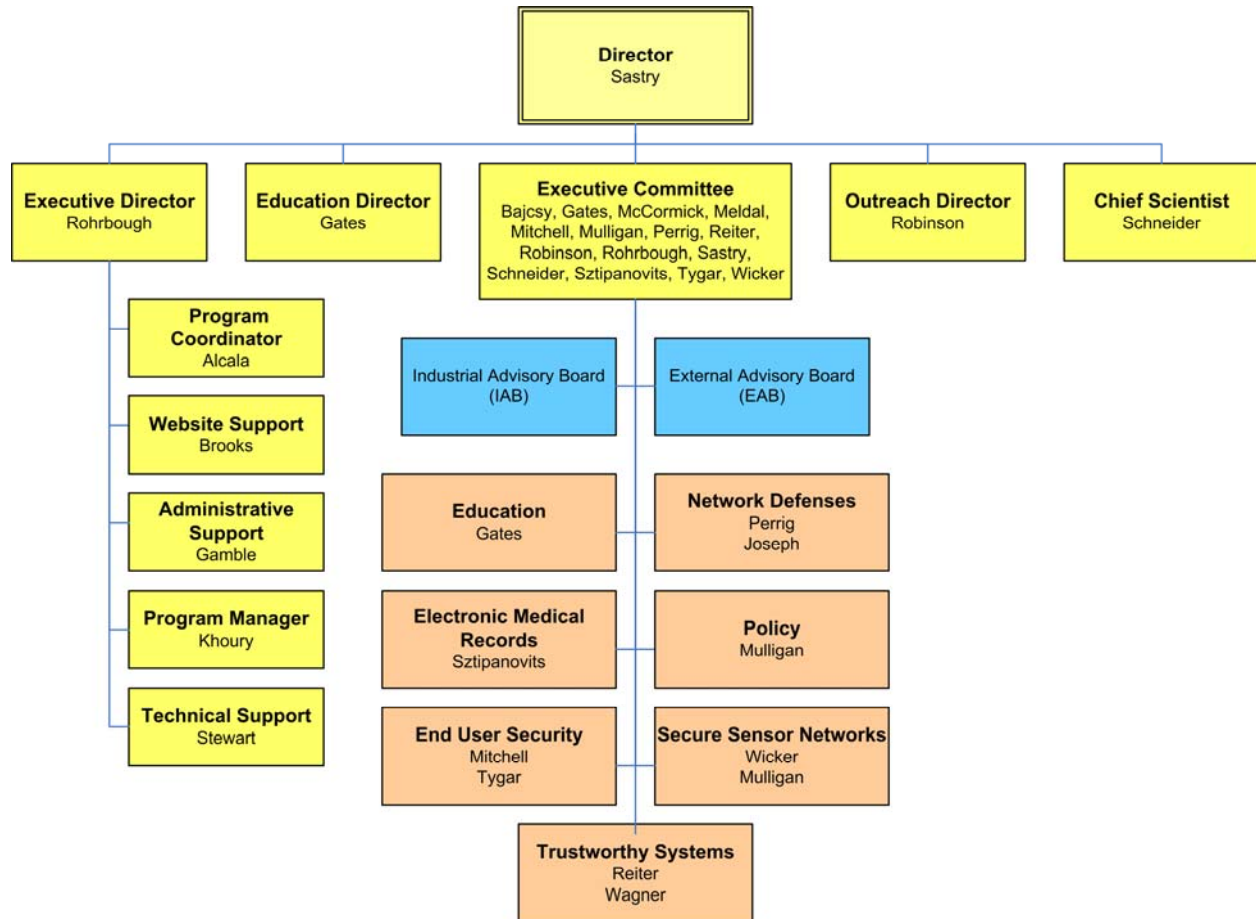 Director
Sastry
Executive Director
Rohrbough
Education Director
Gates
Executive Committee
Bajcsy, Gates, McCormick, Meldal,
Mitchell, Mulligan, Perrig, Reiter,
Robinson, Rohrbough, Sastry,
Schneider, Sztipanovits, Tygar, Wicker
Outreach Director
Robinson
Chief Scientist
Schneider
Program
Coordinator
Alcala
Website Support
Brooks
Administrative
Support
Gamble
Program Manager
Khoury
Technical Support
Stewart
Industrial Advisory Board
(IAB)
External Advisory Board
(EAB)
Education
Gates
Network Defenses
Perrig
Joseph
Electronic Medical
Records
Sztipanovits
Policy
Mulligan
End User Security
Mitchell
Tygar
Secure Sensor Networks
Wicker
Mulligan
Trustworthy Systems
Reiter
Wagner